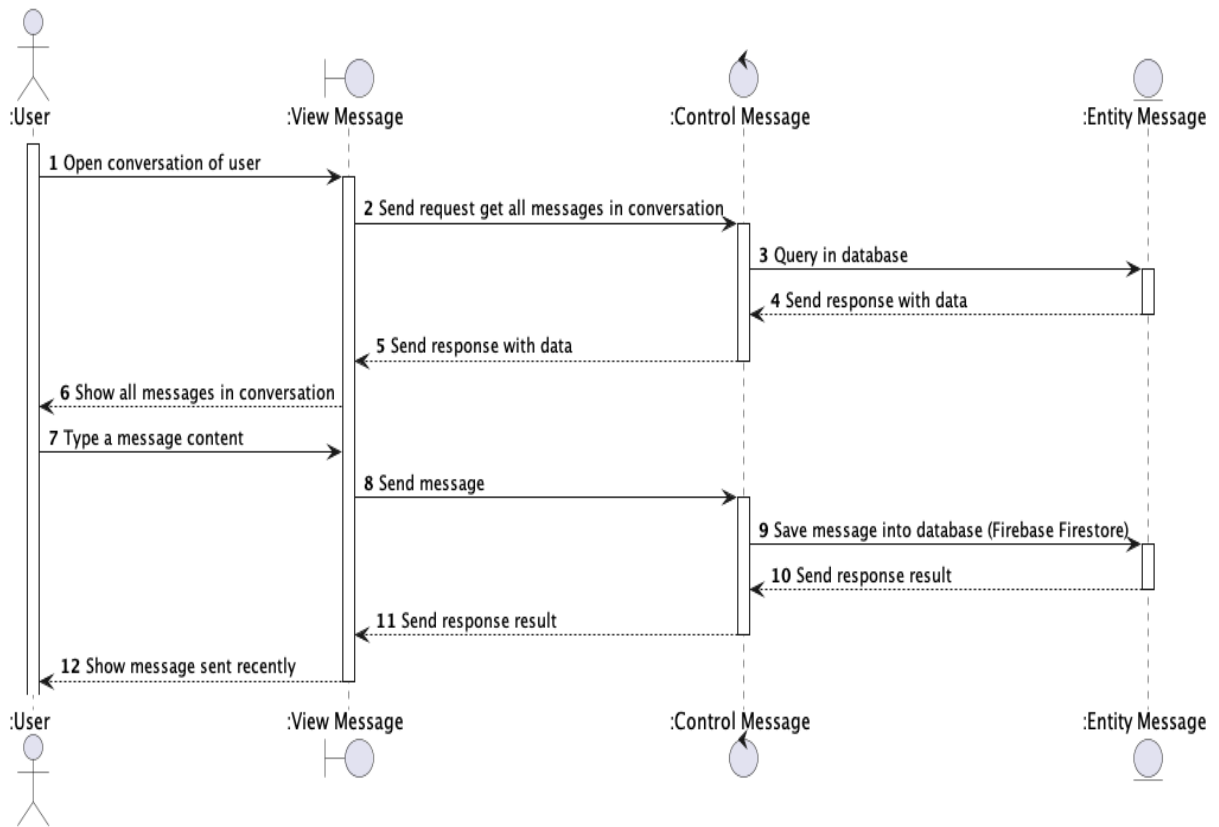 :User
:View Message
:Control Message
:Entity Message
1 Open conversation of user
2 Send request get all messages in conversation
3 Query in database
4 Send response with data
5 Send response with data
6 Show all messages in conversation
7 Type a message content
8 Send message
9 Save message into database (Firebase Firestore)
10 Send response result
11 Send response result
12 Show message sent recently
:User
:View Message
:Control Message
:Entity Message